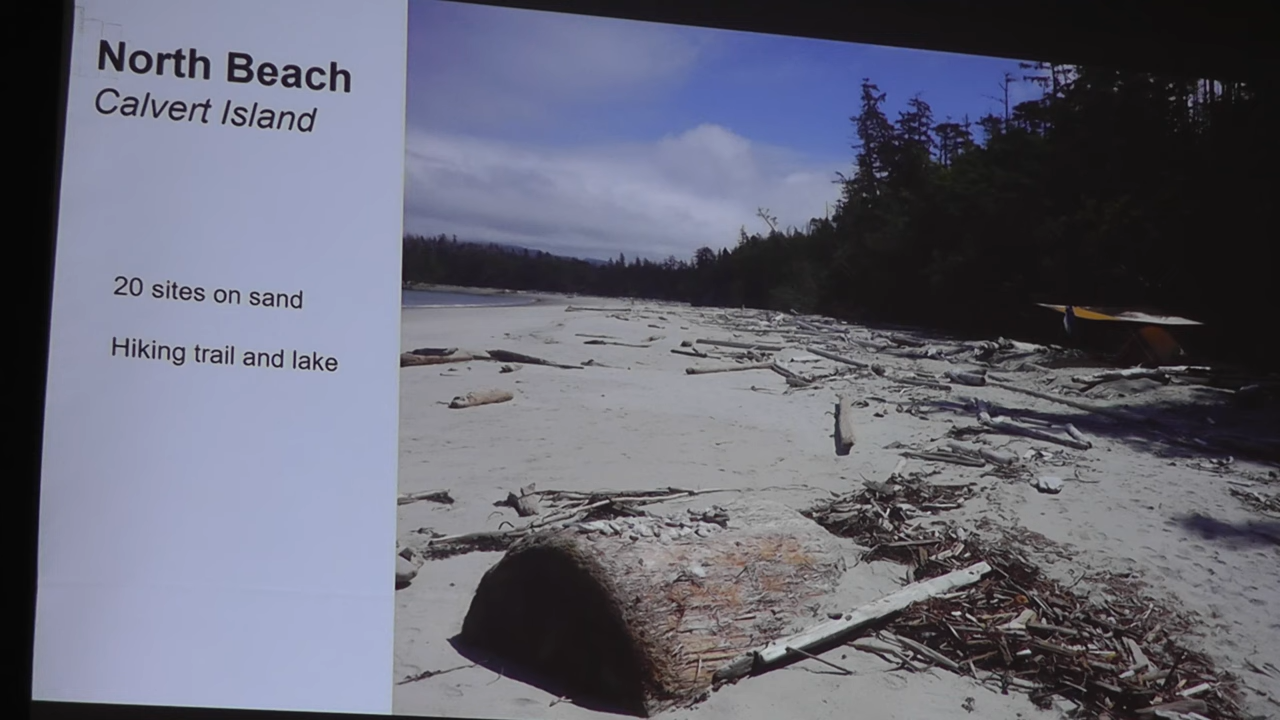 North Beach
Calvert Island
20 sites on sand
Hiking trail and lake